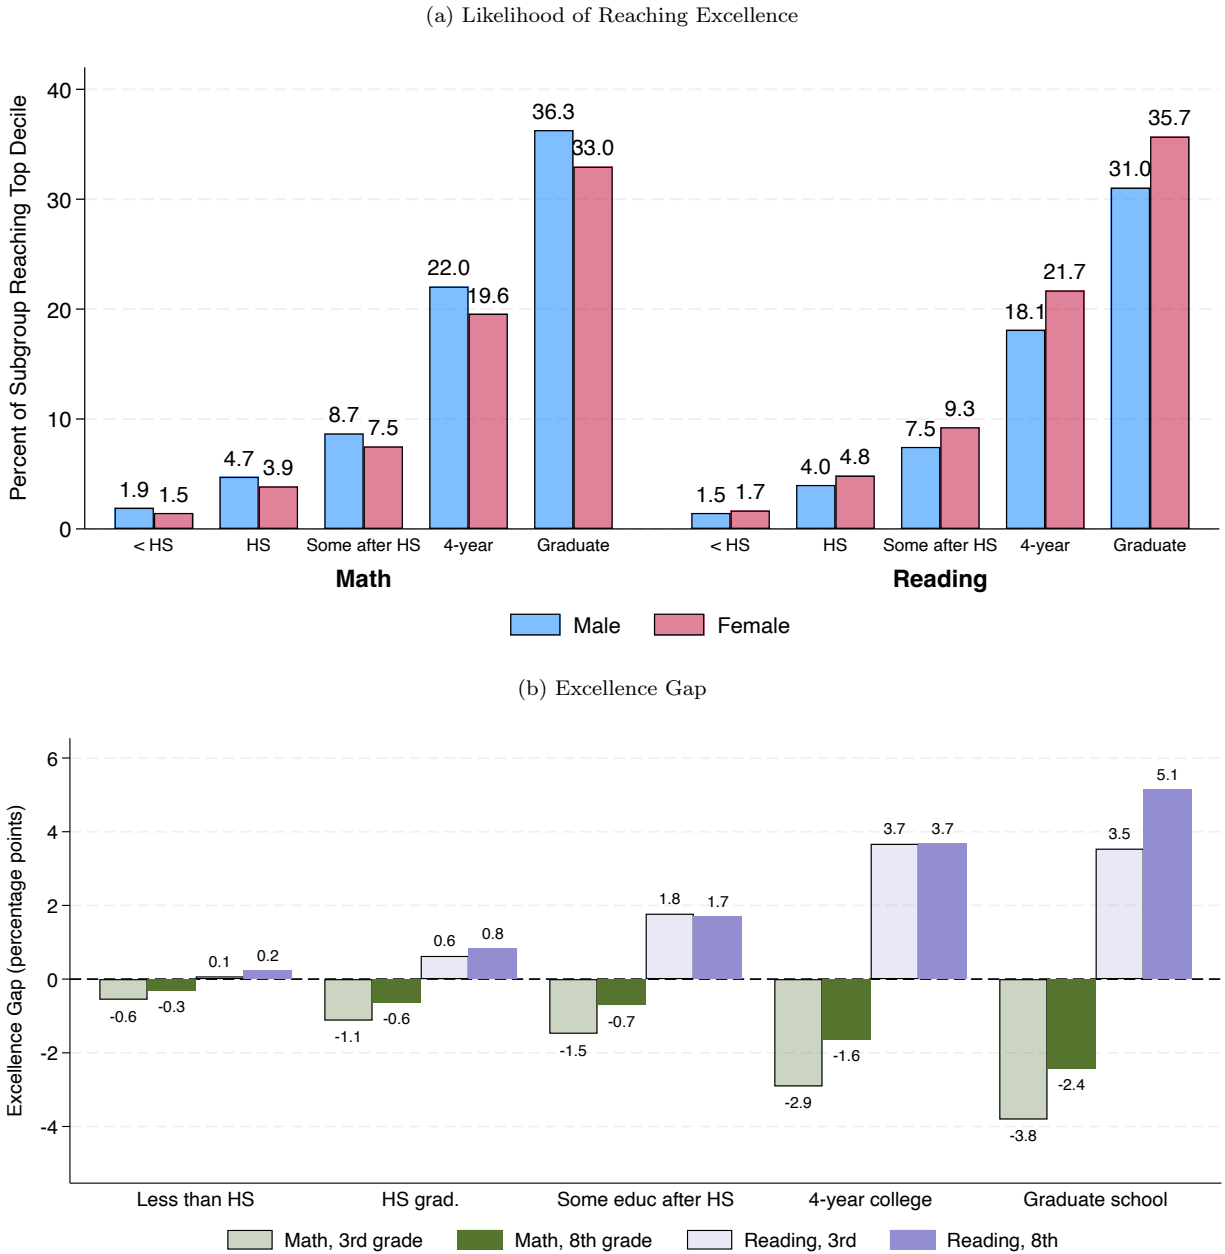 (a) Likelihood of Reaching Excellence
Percent of Subgroup Reaching Top Decile
40
30
20
10
0
1.9 1.5 4.7 3.9 8.7 7.5 22.0 19.6 36.3 33.0
1.5 1.7 4.0 4.8 7.5 9.3 18.1 21.7 31.0 35.7
< HS HS Some after HS 4-year Graduate < HS HS Some after HS 4-year Graduate
Math Reading
Male Female
(b) Excellence Gap
Excellence Gap (percentage points)
6
4
2
0
-2
-4
-0.6 -0.3 0.1 0.2
-1.1 -0.6 0.6 0.8
-1.5 -0.7 1.8 1.7
-2.9 -1.6 3.7 3.7
-3.8 -2.4 3.5 5.1
Less than HS HS grad. Some educ after HS 4-year college Graduate school
Math, 3rd grade Math, 8th grade Reading, 3rd Reading, 8th